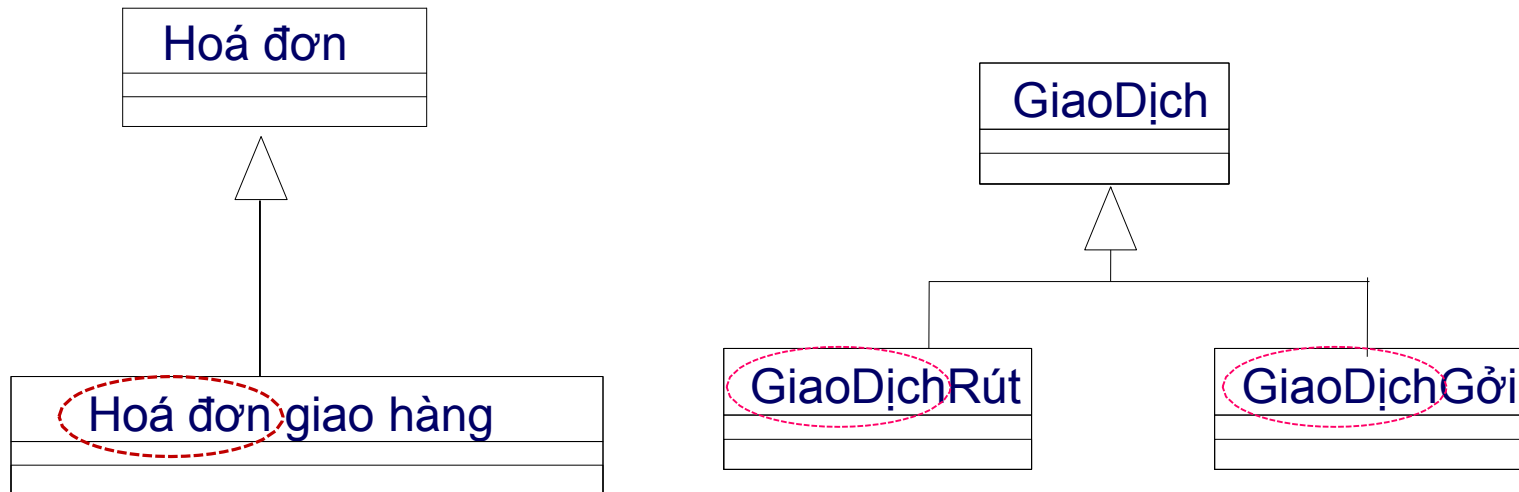 Hoá đơn
Hoá đơn giao hàng
GiaoDịch
GiaoDịchRút
GiaoDịchGởi